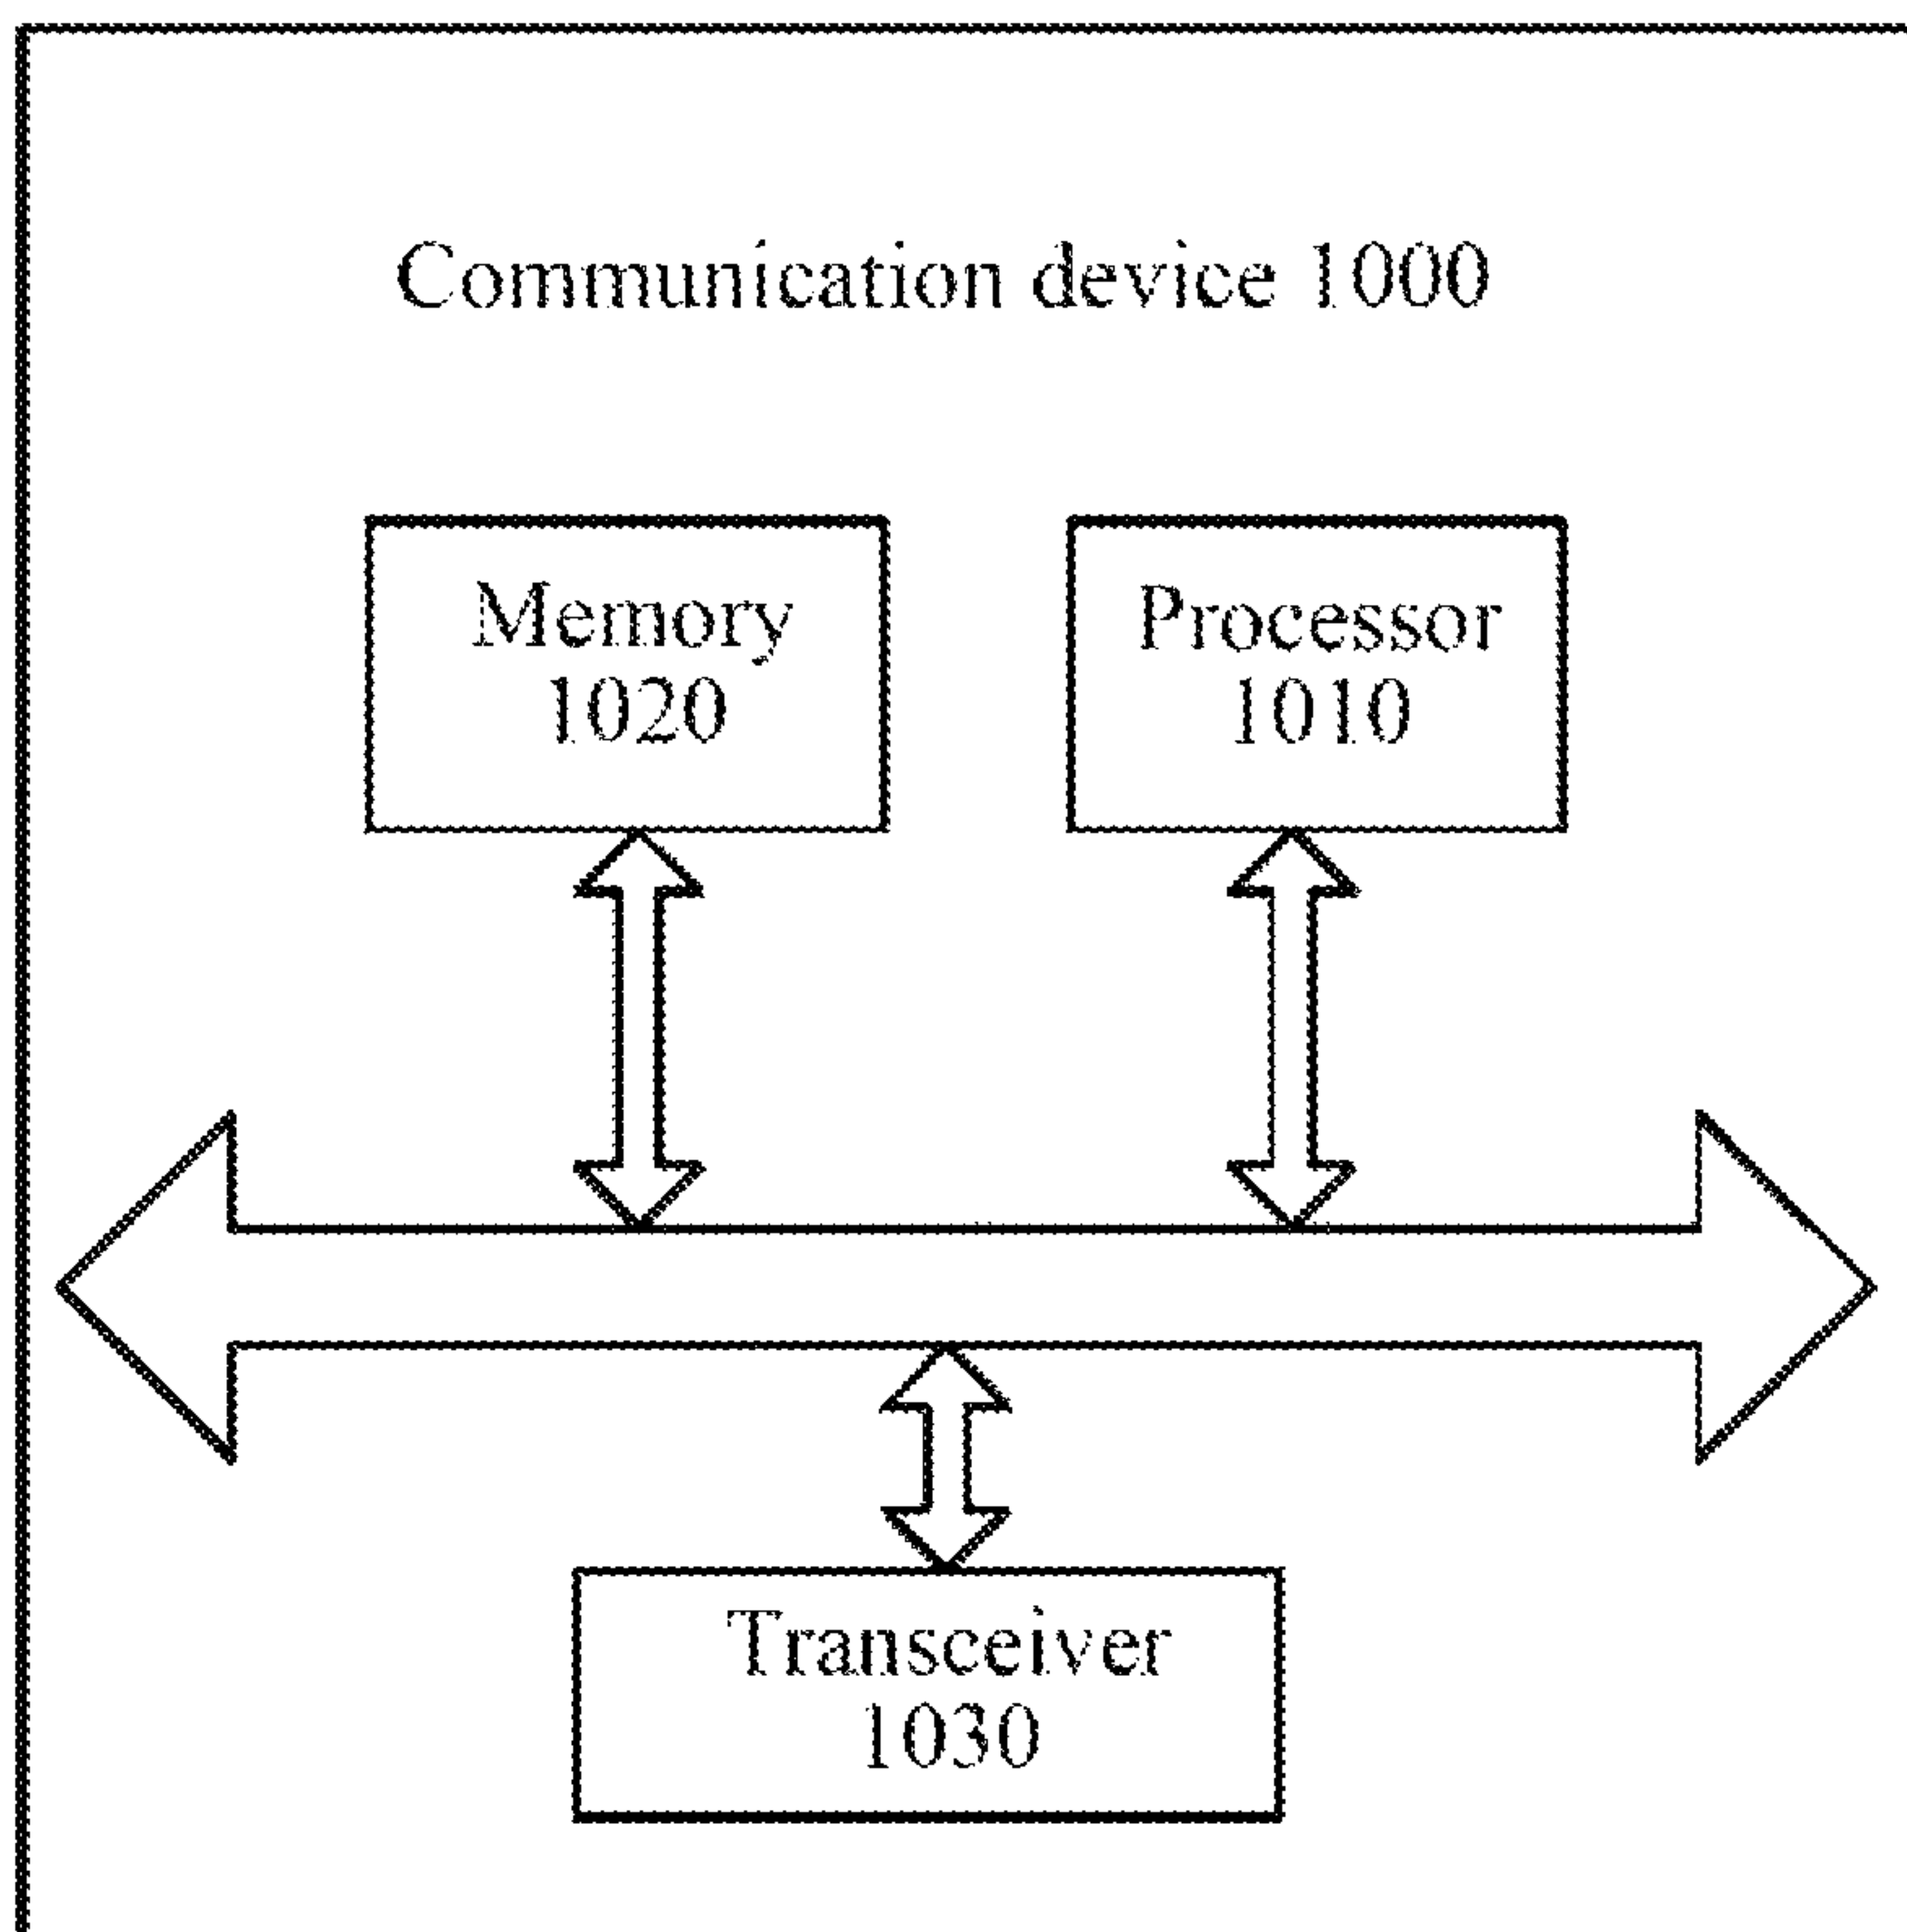 Communication device 1000
Memory
1020
Processor
1010
Transceiver
1030